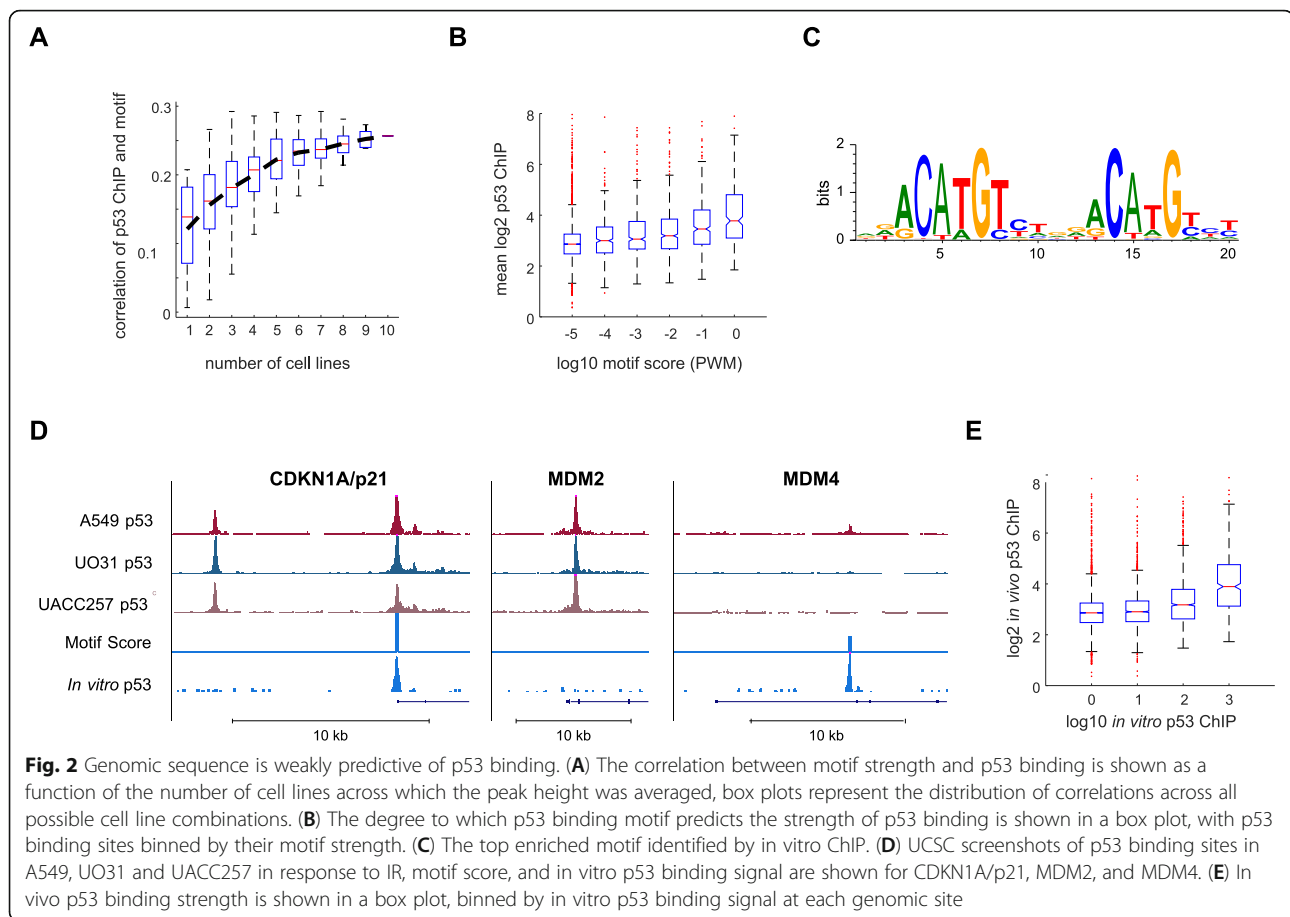 A
correlation of p53 ChIP and motif
0.3
0.2
0.1
0
1 2 3 4 5 6 7 8 9 10
number of cell lines
B
mean log2 p53 ChIP
8
6
4
2
0
-5 -4 -3 -2 -1 0
log10 motif score (PWM)
C
bits
2
1
0
5 10 15 20
D
CDKN1A/p21 MDM2 MDM4
A549 p53
UO31 p53
UACC257 p53
Motif Score
In vitro p53
10 kb 10 kb 10 kb
E
log2 in vivo p53 ChIP
8
6
4
2
0
0 1 2 3
log10 in vitro p53 ChIP
Fig. 2 Genomic sequence is weakly predictive of p53 binding. (A) The correlation between motif strength and p53 binding is shown as a
function of the number of cell lines across which the peak height was averaged, box plots represent the distribution of correlations across all
possible cell line combinations. (B) The degree to which p53 binding motif predicts the strength of p53 binding is shown in a box plot, with p53
binding sites binned by their motif strength. (C) The top enriched motif identified by in vitro ChIP. (D) UCSC screenshots of p53 binding sites in
A549, UO31 and UACC257 in response to IR, motif score, and in vitro p53 binding signal are shown for CDKN1A/p21, MDM2, and MDM4. (E) In
vivo p53 binding strength is shown in a box plot, binned by in vitro p53 binding signal at each genomic site